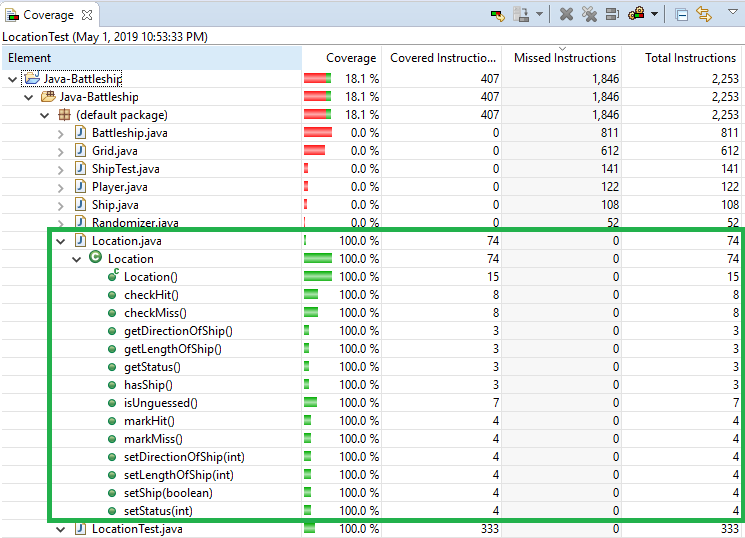 Coverage
LocationTest (May 1, 2019 10:53:33 PM)
Element Coverage Covered Instructio... Missed Instructions Total Instructions
Java-Battleship 18.1 % 407 1,846 2,253
Java-Battleship 18.1 % 407 1,846 2,253
(default package) 18.1 % 407 1,846 2,253
Battleship.java 0.0 % 0 811 811
Grid.java 0.0 % 0 612 612
ShipTest.java 0.0 % 0 141 141
Player.java 0.0 % 0 122 122
Ship.java 0.0 % 0 108 108
Randomizer.java 0.0 % 0 52 52
Location.java 100.0 % 74 0 74
Location 100.0 % 74 0 74
Location() 100.0 % 15 0 15
checkHit() 100.0 % 8 0 8
checkMiss() 100.0 % 8 0 8
getDirectionOfShip() 100.0 % 3 0 3
getLengthOfShip() 100.0 % 3 0 3
getStatus() 100.0 % 3 0 3
hasShip() 100.0 % 3 0 3
isUnguessed() 100.0 % 7 0 7
markHit() 100.0 % 4 0 4
markMiss() 100.0 % 4 0 4
setDirectionOfShip(int) 100.0 % 4 0 4
setLengthOfShip(int) 100.0 % 4 0 4
setShip(boolean) 100.0 % 4 0 4
setStatus(int) 100.0 % 4 0 4
LocationTest.java 100.0 % 333 0 333